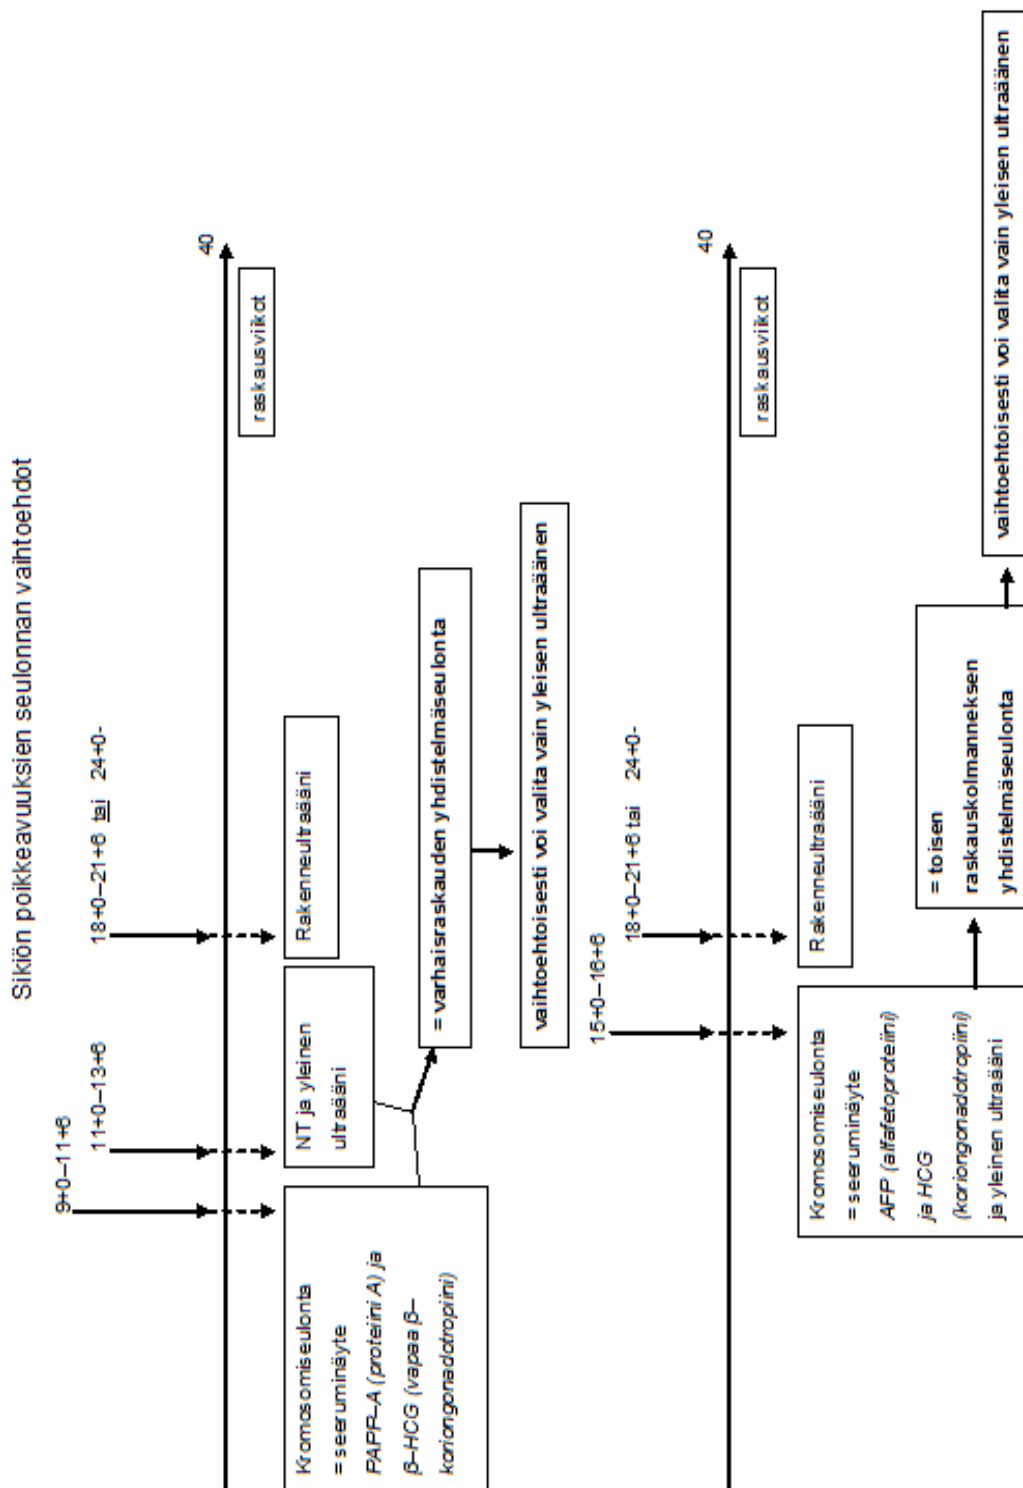 Sikiön poikkeavuuksien seulonnan vaihtoehdot
9+0–11+6
11+0–13+6
18+0–21+6 tai 24+0-
40
raskausviikot
Kromosomiseulonta
= seeruminäyte
PAPP–A (proteiini A) ja
β–HCG (vapaa β–
koriongonadotropiini)
NT ja yleinen
ultraääni
Rakenneultraääni
= varhaisraskauden yhdistelmäseulonta
vaihtoehtoisesti voi valita vain yleisen ultraäänen
15+0–16+6
18+0–21+6 tai 24+0-
40
raskausviikot
Kromosomiseulonta
= seeruminäyte
AFP (alfafetoproteiini)
ja HCG
(koriongonadotropiini)
ja yleinen ultraääni
Rakenneultraääni
= toisen
raskauskolmanneksen
yhdistelmäseulonta
vaihtoehtoisesti voi valita vain yleisen ultraäänen